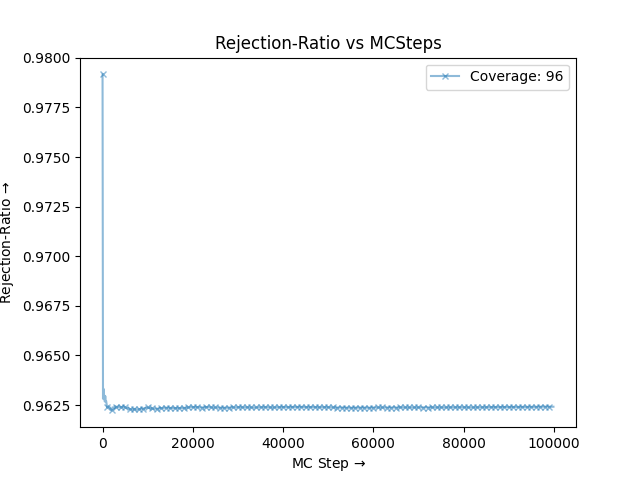 Rejection-Ratio vs MCSteps
Coverage: 96
Rejection-Ratio →
0.9800
0.9775
0.9750
0.9725
0.9700
0.9675
0.9650
0.9625
0 20000 40000 60000 80000 100000
MC Step →